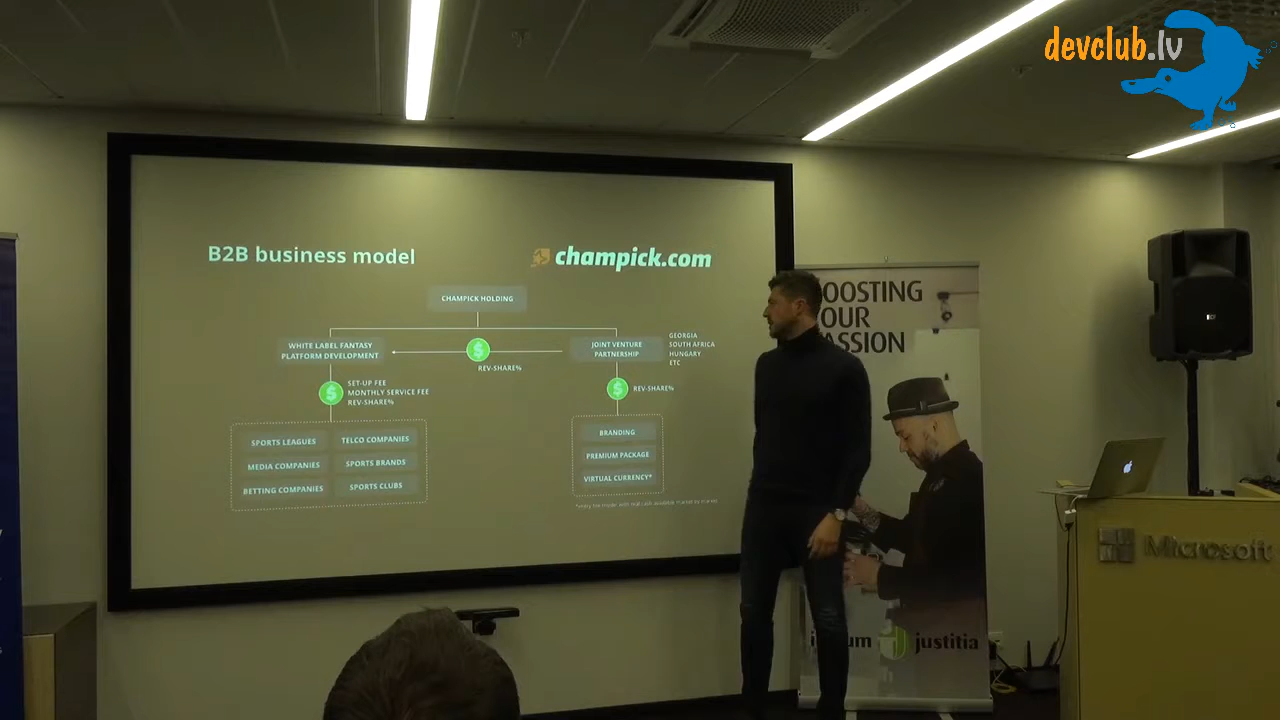 devclub.lv
B2B business model
champick.com
CHAMPICK HOLDING
WHITE LABEL FANTASY
PLATFORM DEVELOPMENT
REV-SHARE%
JOINT VENTURE
PARTNERSHIP
GEORGIA
SOUTH AFRICA
HUNGARY
ETC
SET-UP FEE
MONTHLY SERVICE FEE
REV-SHARE%
REV-SHARE%
SPORTS LEAGUES
TELCO COMPANIES
MEDIA COMPANIES
SPORTS BRANDS
BETTING COMPANIES
SPORTS CLUBS
BRANDING
PREMIUM PACKAGE
VIRTUAL CURRENCY*
OOSTING
OUR
ASSION
justitia
Microsoft